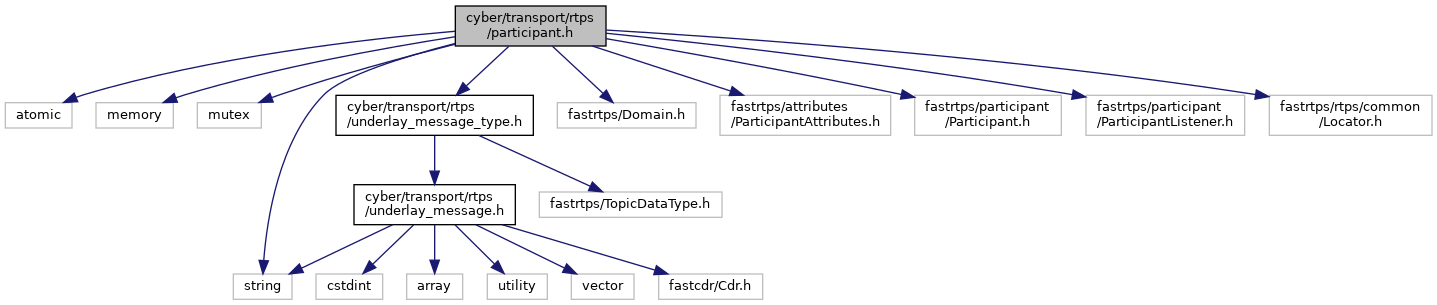 cyber/transport/rtps
/participant.h
atomic
memory
mutex
cyber/transport/rtps
/underlay_message_type.h
fastrtps/Domain.h
fastrtps/attributes
/ParticipantAttributes.h
fastrtps/participant
/Participant.h
fastrtps/participant
/ParticipantListener.h
fastrtps/rtps/common
/Locator.h
cyber/transport/rtps
/underlay_message.h
fastrtps/TopicDataType.h
string
cstdint
array
utility
vector
fastcdr/Cdr.h